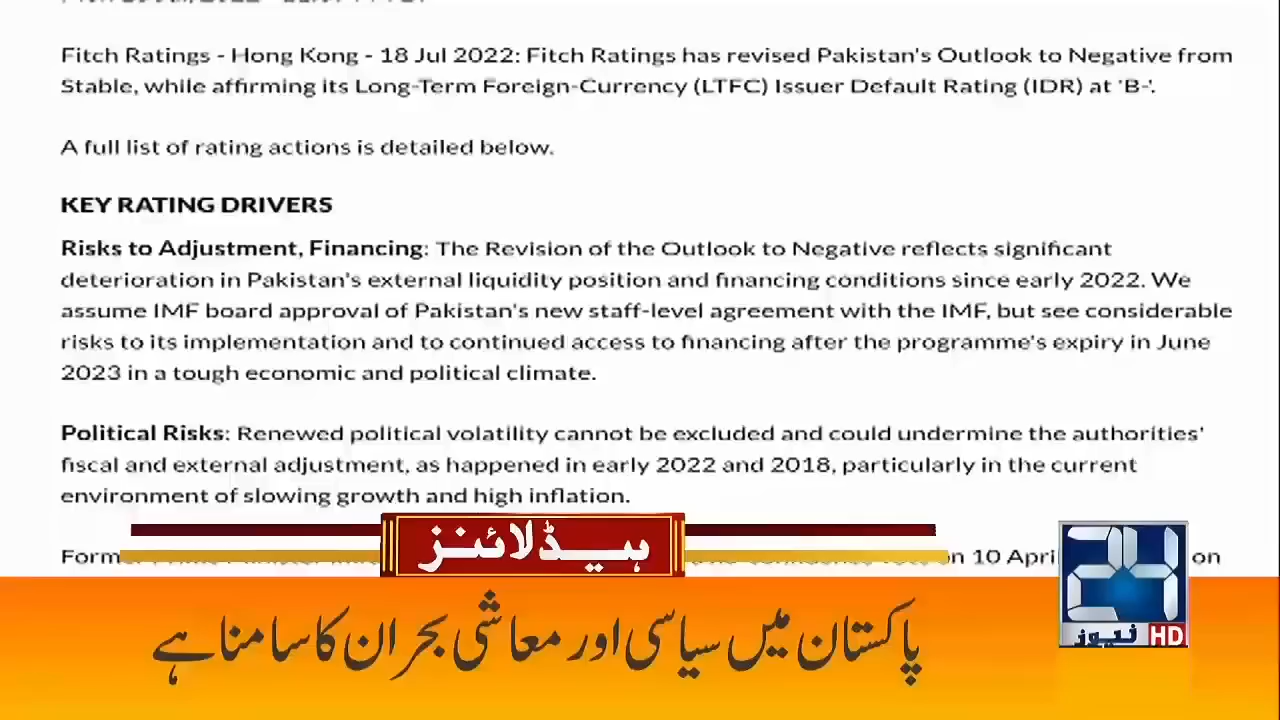 Fitch Ratings - Hong Kong - 18 Jul 2022: Fitch Ratings has revised Pakistan's Outlook to Negative from
Stable, while affirming its Long-Term Foreign-Currency (LTFC) Issuer Default Rating (IDR) at 'B-'.
A full list of rating actions is detailed below.
KEY RATING DRIVERS
Risks to Adjustment, Financing: The Revision of the Outlook to Negative reflects significant
deterioration in Pakistan's external liquidity position and financing conditions since early 2022. We
assume IMF board approval of Pakistan's new staff-level agreement with the IMF, but see considerable
risks to its implementation and to continued access to financing after the programme's expiry in June
2023 in a tough economic and political climate.
Political Risks: Renewed political volatility cannot be excluded and could undermine the authorities'
fiscal and external adjustment, as happened in early 2022 and 2018, particularly in the current
environment of slowing growth and high inflation.
on 10 April
on
ہیڈلائنز
پاکستان میں سیاسی اور معاشی بحران کا سامنا ہے
24
نیوز HD